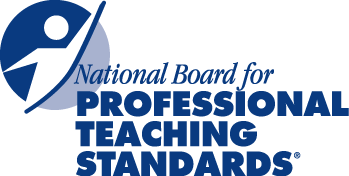 National Board for
PROFESSIONAL
TEACHING
STANDARDS®